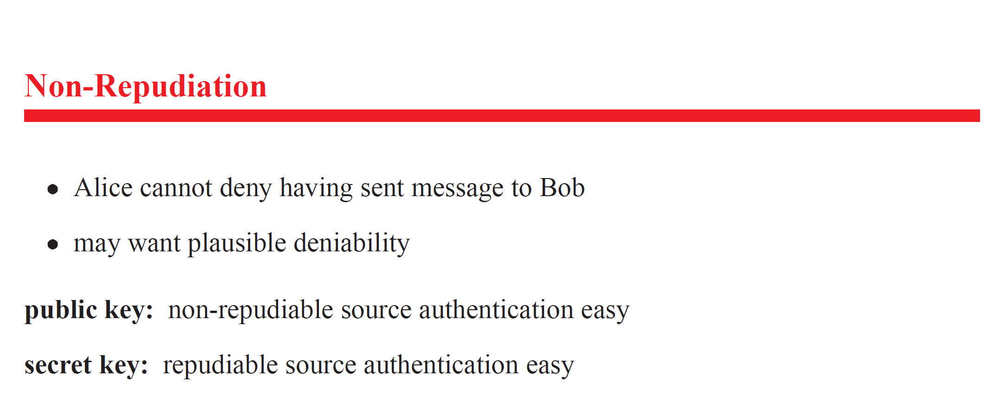 Non-Repudiation
• Alice cannot deny having sent message to Bob
• may want plausible deniability
public key: non-repudiable source authentication easy
secret key: repudiable source authentication easy